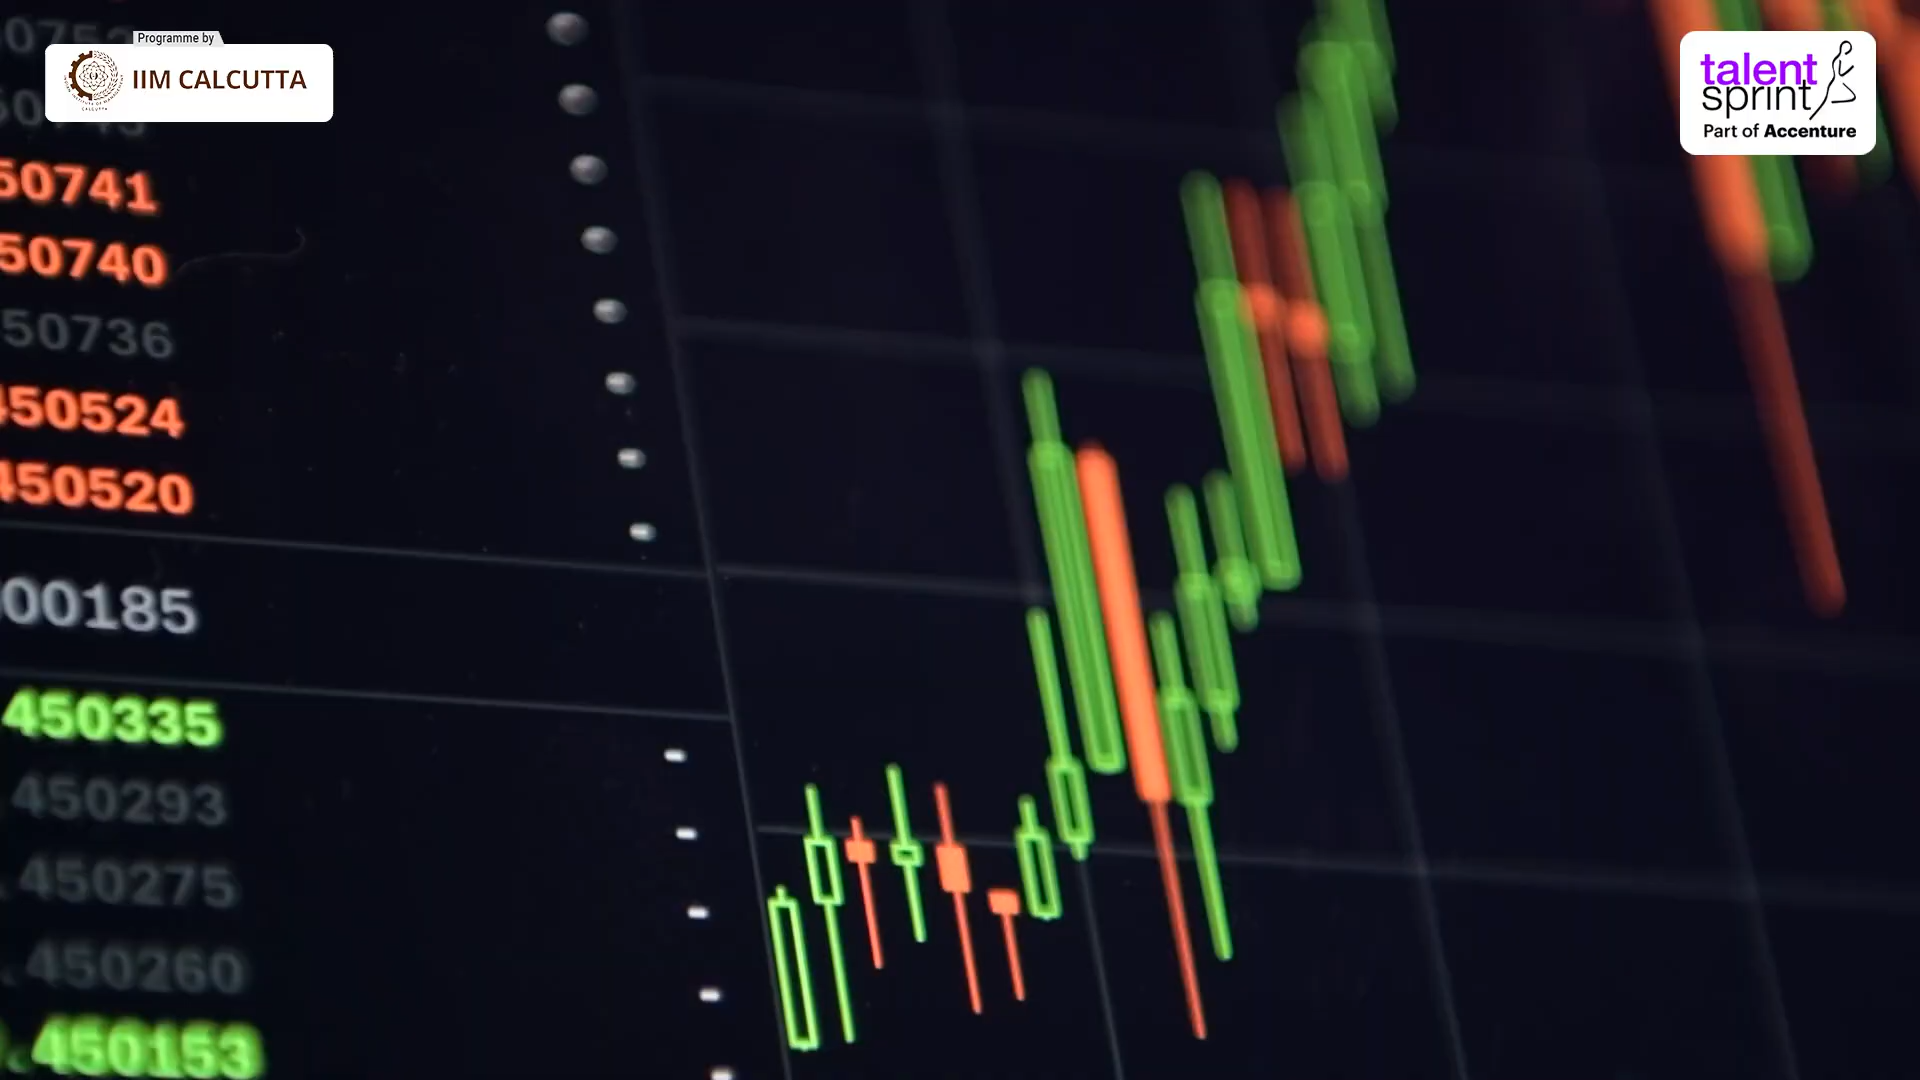 Programme by
IIM CALCUTTA
talent
sprint
Part of Accenture
50741
50740
50736
450524
450520
00185
450335
450293
.450275
.450260
.450153